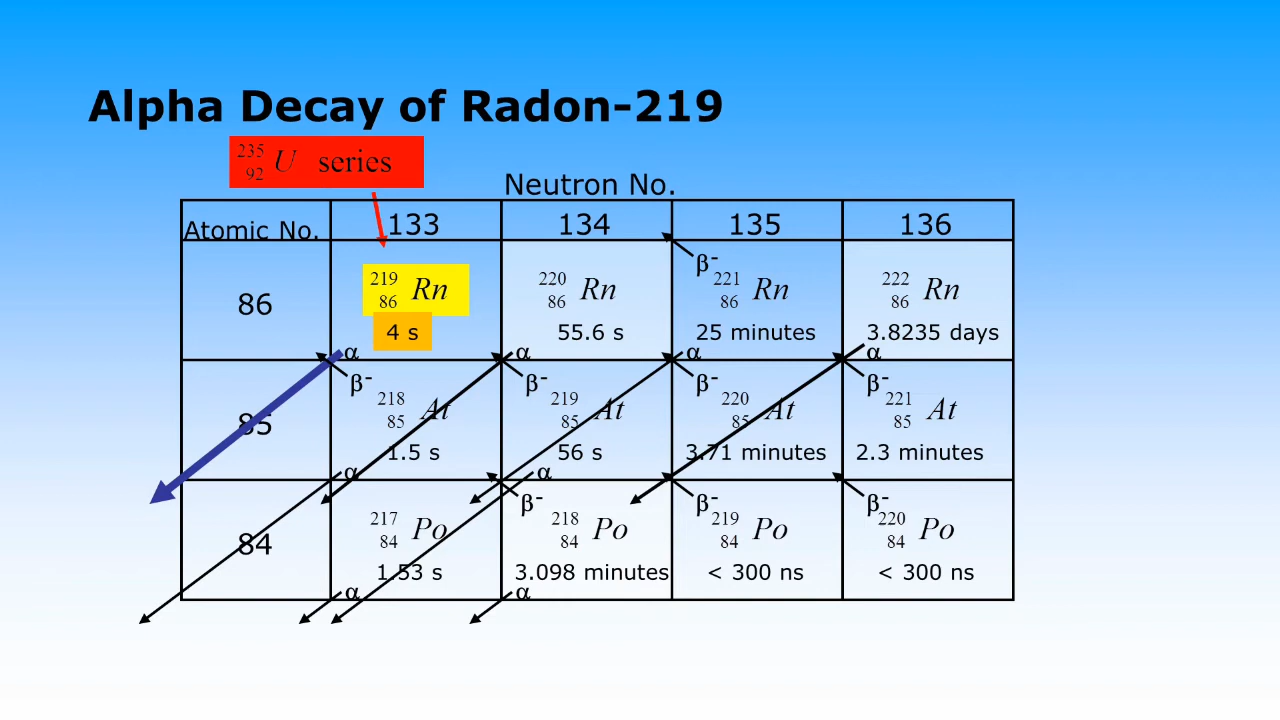 Alpha Decay of Radon-219
235 92 U series
Neutron No.
Atomic No. 133 134 135 136
β-
86 219 86 Rn 220 86 Rn 221 86 Rn 222 86 Rn
4 s 55.6 s 25 minutes 3.8235 days
α α α α
β- β- β- β-
85 218 85 At 219 85 At 220 85 At 221 85 At
1.5 s 56 s 3.71 minutes 2.3 minutes
α α
β- β- β-
84 217 84 Po 218 84 Po 219 84 Po 220 84 Po
1.53 s 3.098 minutes < 300 ns < 300 ns
α α